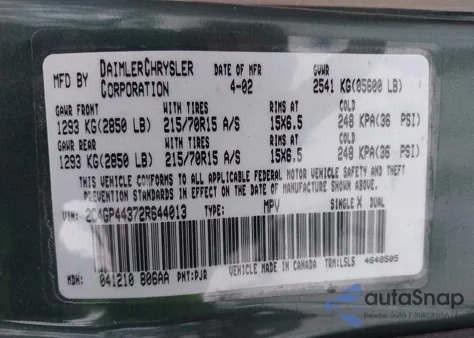 MFD BY DAIMLERCHRYSLER CORPORATION DATE OF MFR 4-02 GVWR 2541 KG(05600 LB)
GAWR FRONT WITH TIRES RIMS AT COLD
1293 KG(2850 LB) 215/70R15 A/S 15X6.5 248 KPA(36 PSI)
GAWR REAR WITH TIRES RIMS AT COLD
1293 KG(2850 LB) 215/70R15 A/S 15X6.5 248 KPA(36 PSI)
THIS VEHICLE CONFORMS TO ALL APPLICABLE FEDERAL MOTOR VEHICLE SAFETY AND THEFT
PREVENTION STANDARDS IN EFFECT ON THE DATE OF MANUFACTURE SHOWN ABOVE.
VIN: 2C4GP44372R644013 TYPE: MPV SINGLE X DUAL
MDH: 041210 806AA PNT:PJR VEHICLE MADE IN CANADA TRM:L5L5 4648505
autoSnap